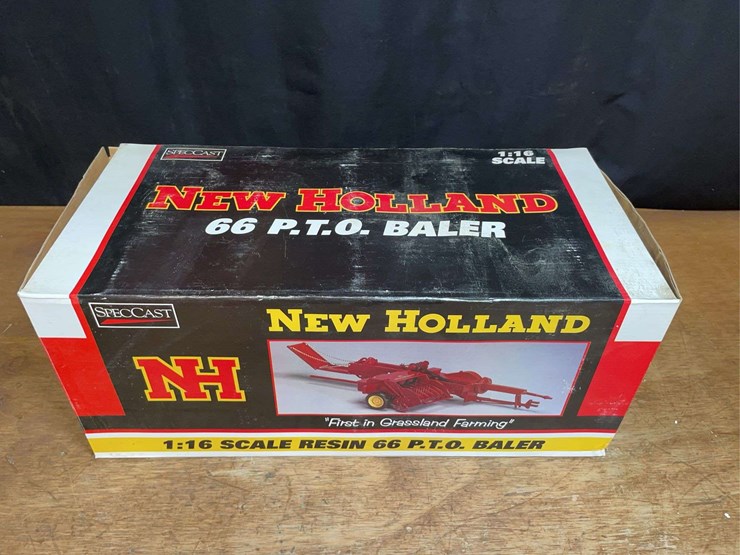 SPECCAST
1:16
SCALE
NEW HOLLAND
66 P.T.O. BALER
SPECCAST
NEW HOLLAND
NH
"First in Grassland Farming"
1:16 SCALE RESIN 66 P.T.O. BALER